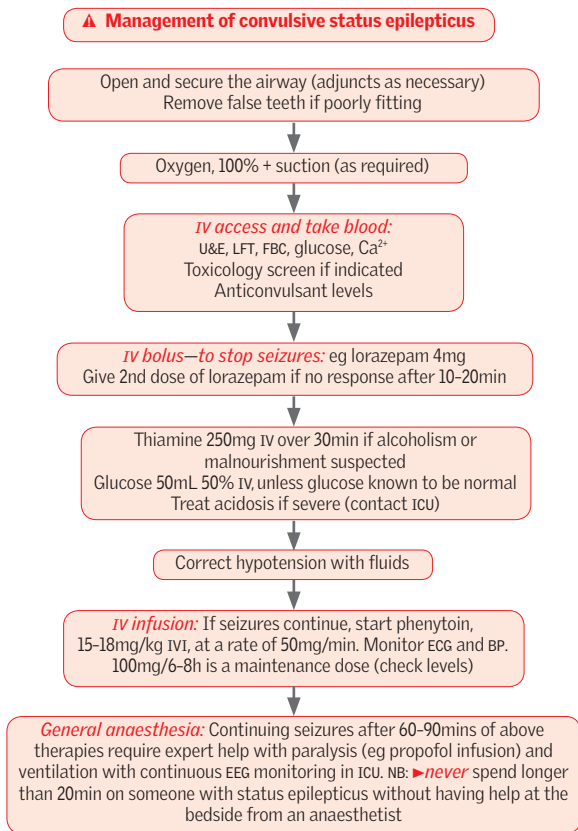 ⚠ Management of convulsive status epilepticus
Open and secure the airway (adjuncts as necessary)
Remove false teeth if poorly fitting
Oxygen, 100% + suction (as required)
IV access and take blood:
U&E, LFT, FBC, glucose, Ca²⁺
Toxicology screen if indicated
Anticonvulsant levels
IV bolus—to stop seizures: eg lorazepam 4mg
Give 2nd dose of lorazepam if no response after 10–20min
Thiamine 250mg IV over 30min if alcoholism or
malnourishment suspected
Glucose 50mL 50% IV, unless glucose known to be normal
Treat acidosis if severe (contact ICU)
Correct hypotension with fluids
IV infusion: If seizures continue, start phenytoin,
15–18mg/kg IVI, at a rate of 50mg/min. Monitor ECG and BP.
100mg/6–8h is a maintenance dose (check levels)
General anaesthesia: Continuing seizures after 60–90mins of above
therapies require expert help with paralysis (eg propofol infusion) and
ventilation with continuous EEG monitoring in ICU. NB: ►never spend longer
than 20min on someone with status epilepticus without having help at the
bedside from an anaesthetist